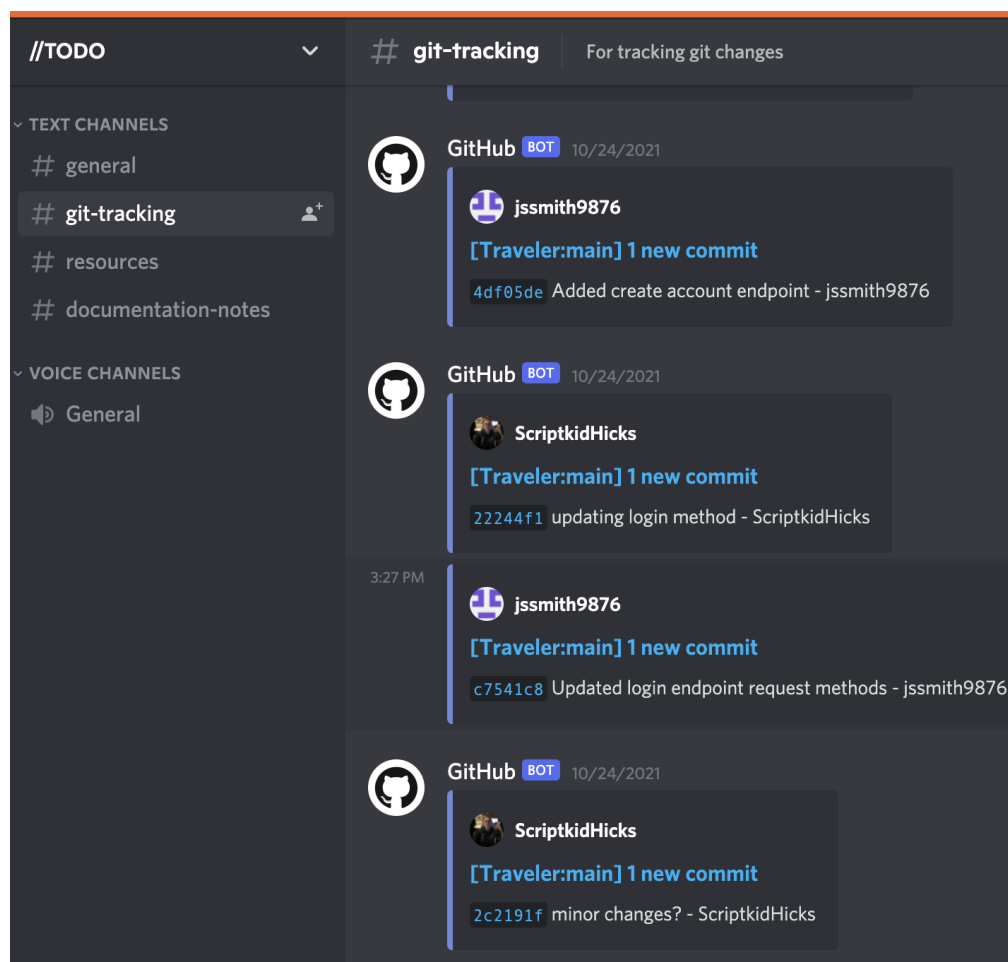 //TODO
TEXT CHANNELS
# general
# git-tracking
# resources
# documentation-notes
VOICE CHANNELS
General
# git-tracking
For tracking git changes
GitHub BOT 10/24/2021
jssmith9876
[Traveler:main] 1 new commit
4df05de Added create account endpoint - jssmith9876
GitHub BOT 10/24/2021
ScriptkidHicks
[Traveler:main] 1 new commit
22244f1 updating login method - ScriptkidHicks
3:27 PM
jssmith9876
[Traveler:main] 1 new commit
c7541c8 Updated login endpoint request methods - jssmith9876
GitHub BOT 10/24/2021
ScriptkidHicks
[Traveler:main] 1 new commit
2c2191f minor changes? - ScriptkidHicks